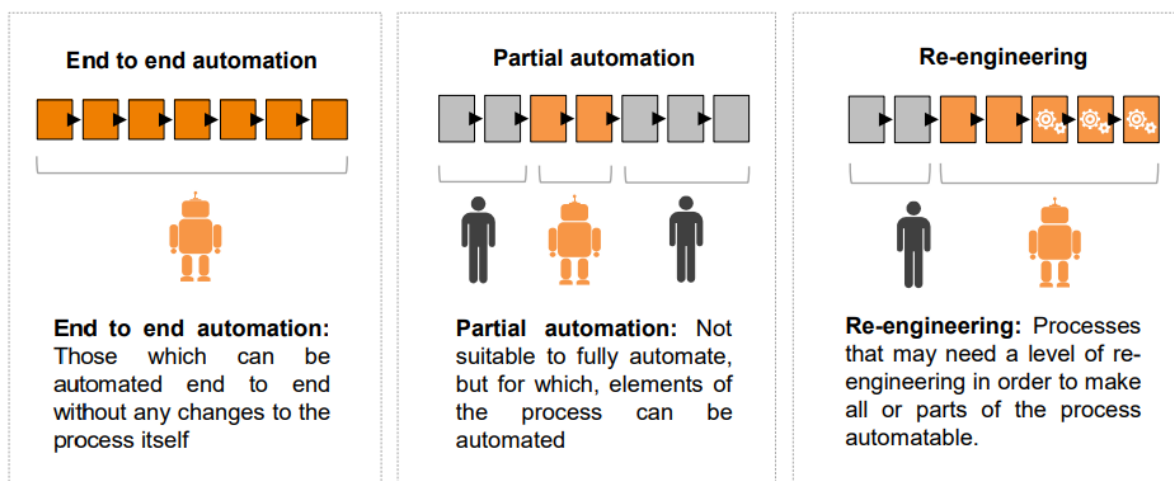 End to end automation
End to end automation:
Those which can be
automated end to end
without any changes to the
process itself
Partial automation
Partial automation: Not
suitable to fully automate,
but for which, elements of
the process can be
automated
Re-engineering
Re-engineering: Processes
that may need a level of re-
engineering in order to make
all or parts of the process
automatable.